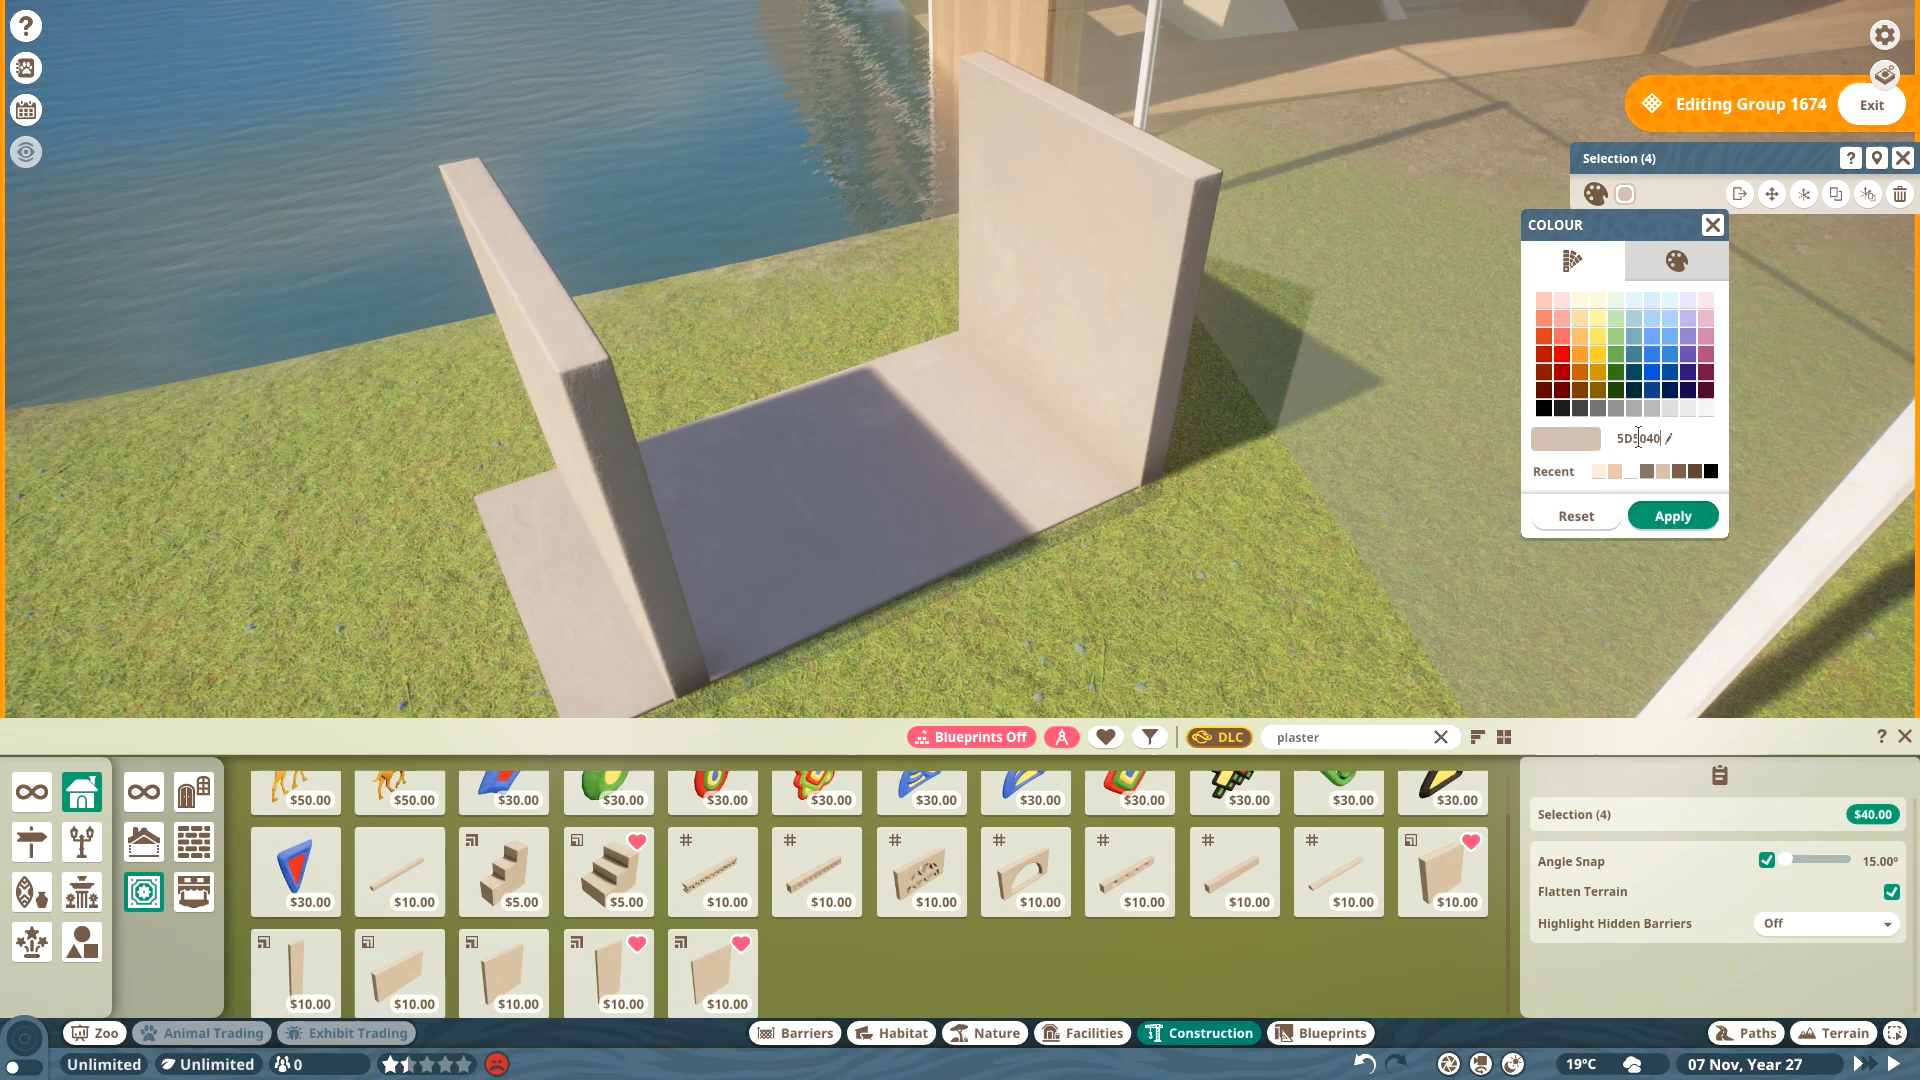 ?
Editing Group 1674
Exit
Selection (4)
?
COLOUR
5D5040
Recent
Reset
Apply
Blueprints Off
DLC
plaster
?
$50.00
$50.00
$30.00
$30.00
$30.00
$30.00
$30.00
$30.00
$30.00
$30.00
$30.00
$30.00
$30.00
$10.00
$5.00
$5.00
$10.00
$10.00
$10.00
$10.00
$10.00
$10.00
$10.00
$10.00
$10.00
$10.00
$10.00
$10.00
$10.00
Selection (4)
$40.00
Angle Snap
15.00°
Flatten Terrain
Highlight Hidden Barriers
Off
Zoo
Animal Trading
Exhibit Trading
Barriers
Habitat
Nature
Facilities
Construction
Blueprints
Paths
Terrain
Unlimited
Unlimited
0
19°C
07 Nov, Year 27